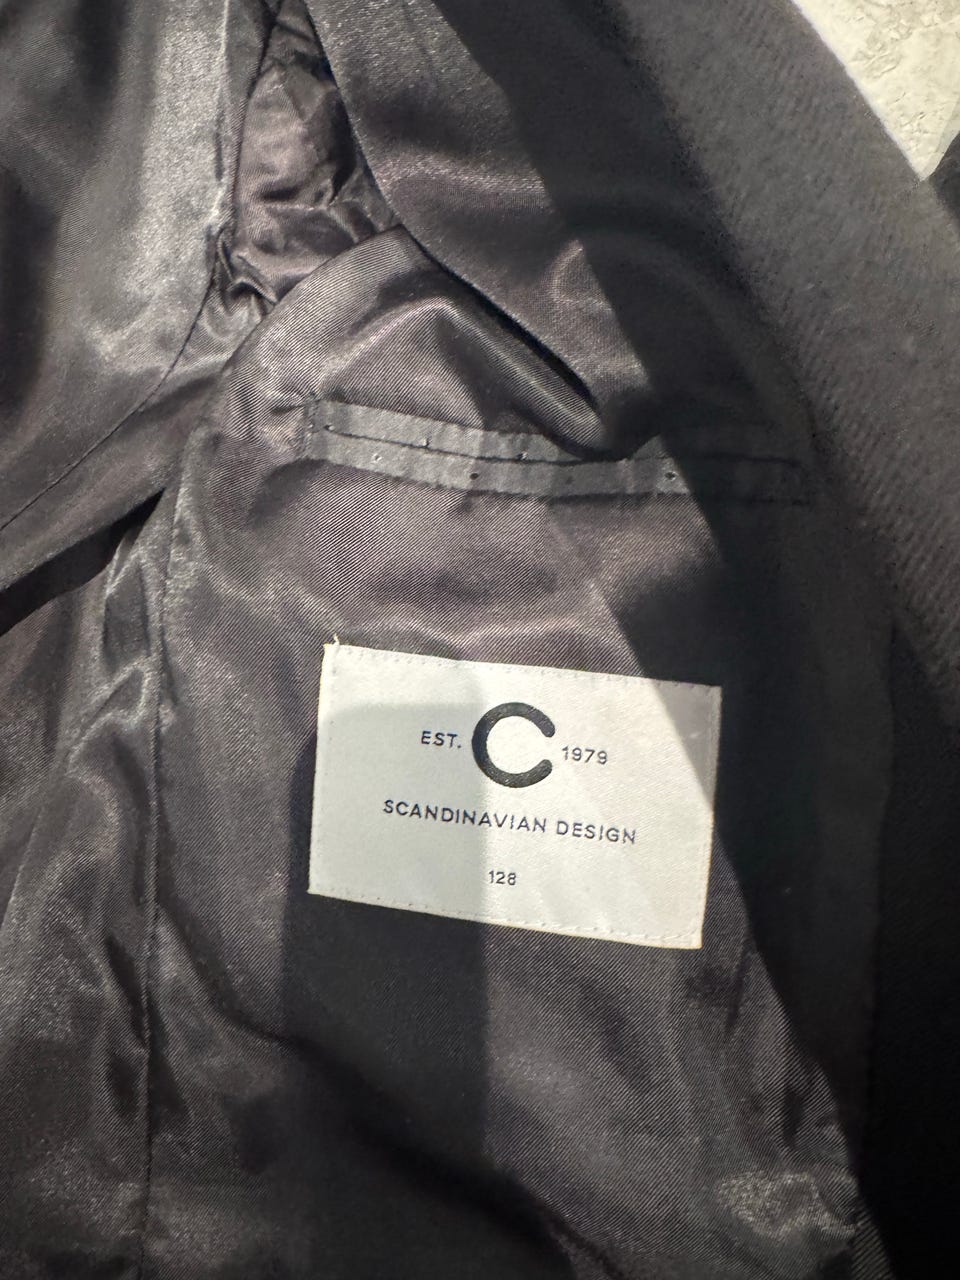 EST. C 1979
SCANDINAVIAN DESIGN
128